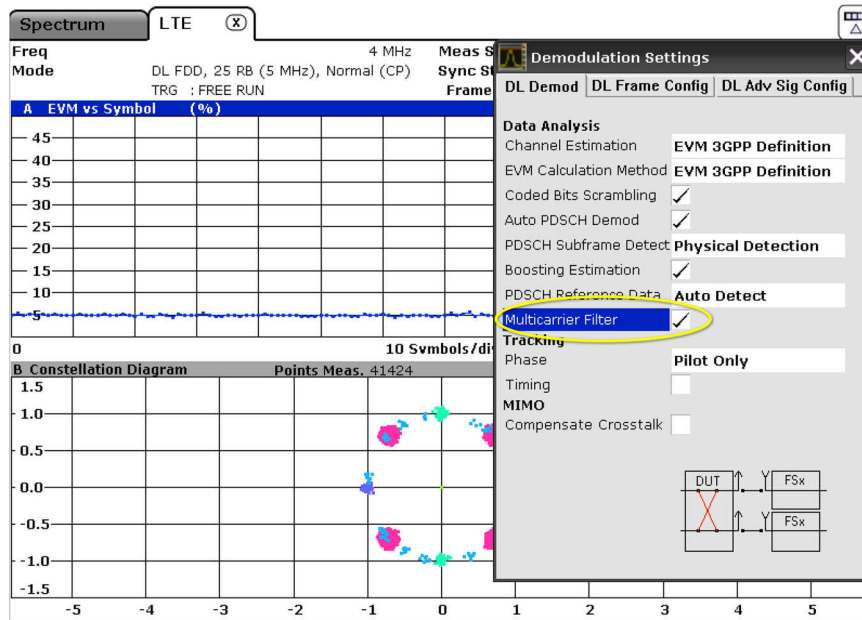 Spectrum
LTE
X
Freq 4 MHz Meas S
Mode DL FDD, 25 RB (5 MHz), Normal (CP) Sync St
TRG : FREE RUN Frame
A EVM vs Symbol (%)
45
40
35
30
25
20
15
10
5
0 10 Symbols/di
B Constellation Diagram Points Meas. 41424
1.5
1.0
0.5
0.0
-0.5
-1.0
-1.5
-5 -4 -3 -2 -1 0 1 2 3 4 5
Demodulation Settings
DL Demod DL Frame Config DL Adv Sig Config
Data Analysis
Channel Estimation EVM 3GPP Definition
EVM Calculation Method EVM 3GPP Definition
Coded Bits Scrambling
Auto PDSCH Demod
PDSCH Subframe Detect Physical Detection
Boosting Estimation
PDSCH Reference Data Auto Detect
Multicarrier Filter
Tracking
Phase Pilot Only
Timing
MIMO
Compensate Crosstalk
DUT FSx
FSx